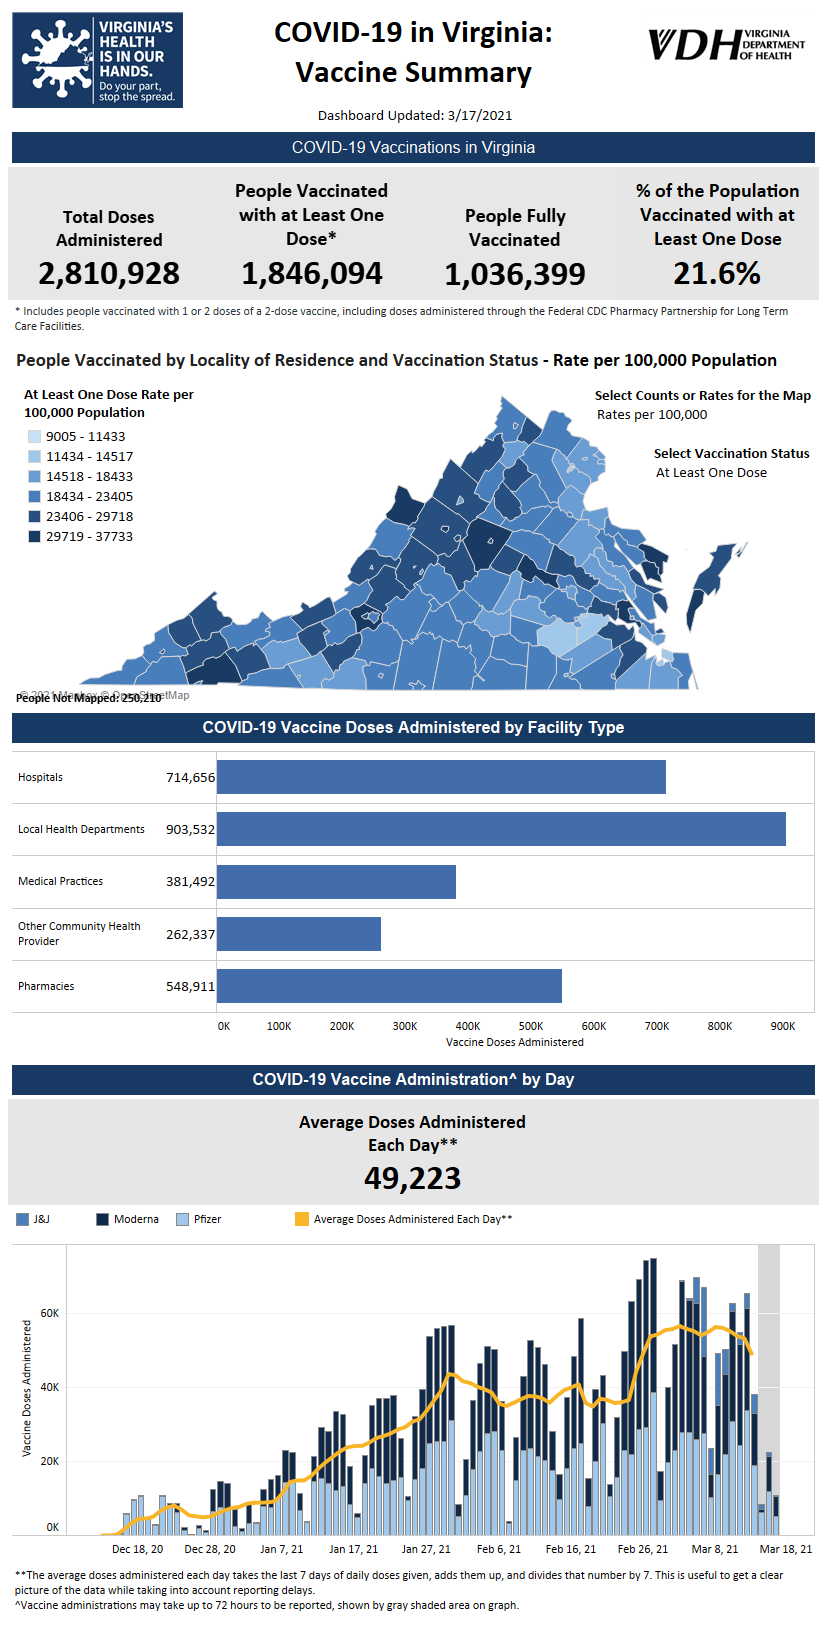 VIRGINIA'S
HEALTH
IS IN OUR
HANDS.
Do your part,
stop the spread.
COVID-19 in Virginia:
Vaccine Summary
Dashboard Updated: 3/17/2021
VDH VIRGINIA
DEPARTMENT
OF HEALTH
COVID-19 Vaccinations in Virginia
Total Doses
Administered
2,810,928
People Vaccinated
with at Least One
Dose*
1,846,094
People Fully
Vaccinated
1,036,399
% of the Population
Vaccinated with at
Least One Dose
21.6%
* Includes people vaccinated with 1 or 2 doses of a 2-dose vaccine, including doses administered through the Federal CDC Pharmacy Partnership for Long Term
Care Facilities.
People Vaccinated by Locality of Residence and Vaccination Status - Rate per 100,000 Population
At Least One Dose Rate per
100,000 Population
9005 - 11433
11434 - 14517
14518 - 18433
18434 - 23405
23406 - 29718
29719 - 37733
Select Counts or Rates for the Map
Rates per 100,000
Select Vaccination Status
At Least One Dose
© 2021 Mapbox © OpenStreetMap
People Not Mapped: 250,210
COVID-19 Vaccine Doses Administered by Facility Type
Hospitals 714,656
Local Health Departments 903,532
Medical Practices 381,492
Other Community Health
Provider 262,337
Pharmacies 548,911
0K 100K 200K 300K 400K 500K 600K 700K 800K 900K
Vaccine Doses Administered
COVID-19 Vaccine Administration^ by Day
Average Doses Administered
Each Day**
49,223
J&J Moderna Pfizer Average Doses Administered Each Day**
Vaccine Doses Administered
60K
40K
20K
0K
Dec 18, 20 Dec 28, 20 Jan 7, 21 Jan 17, 21 Jan 27, 21 Feb 6, 21 Feb 16, 21 Feb 26, 21 Mar 8, 21 Mar 18, 21
**The average doses administered each day takes the last 7 days of daily doses given, adds them up, and divides that number by 7. This is useful to get a clear
picture of the data while taking into account reporting delays.
^Vaccine administrations may take up to 72 hours to be reported, shown by gray shaded area on graph.